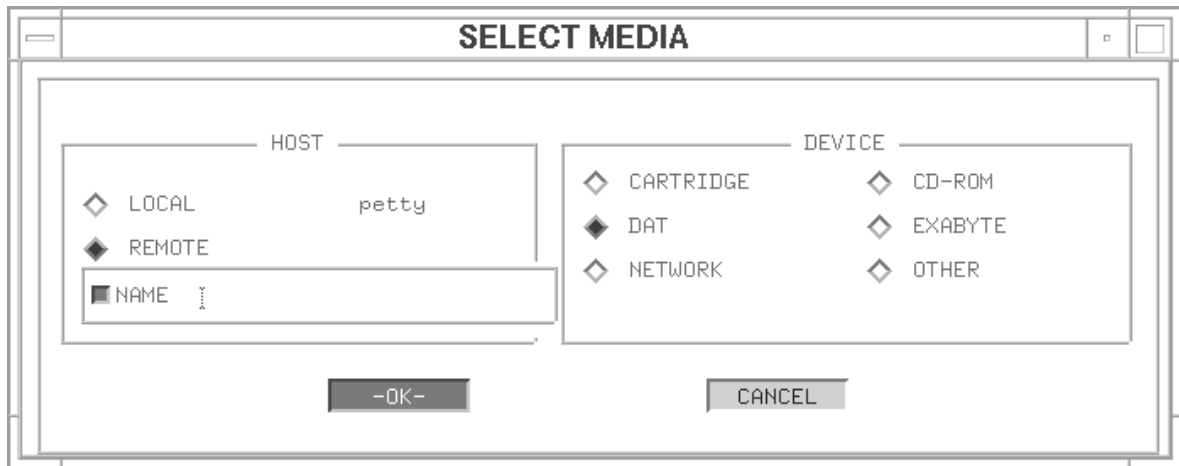 SELECT MEDIA
HOST
LOCAL petty
REMOTE
NAME
DEVICE
CARTRIDGE CD-ROM
DAT EXABYTE
NETWORK OTHER
-OK- CANCEL